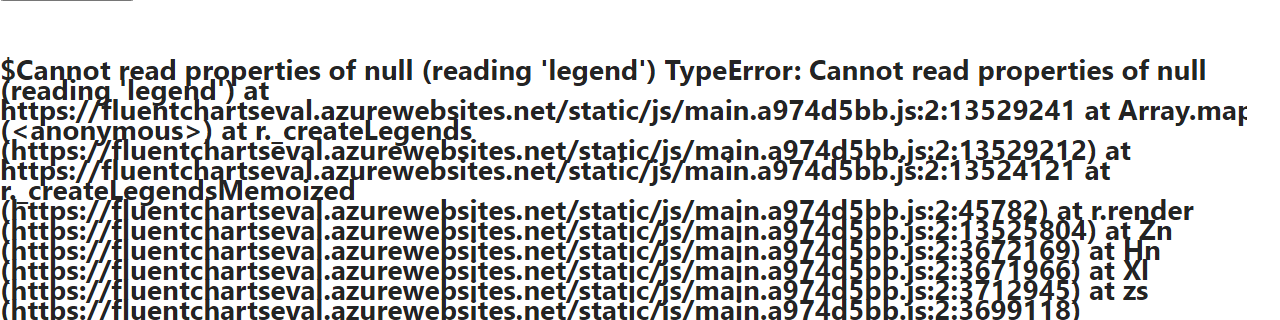 $Cannot read properties of null (reading 'legend') TypeError: Cannot read properties of null
(reading 'legend') at
https://fluentchartseval.azurewebsites.net/static/js/main.a974d5bb.js:2:13529241 at Array.map
(<anonymous>) at r._createLegends
(https://fluentchartseval.azurewebsites.net/static/js/main.a974d5bb.js:2:13529212) at
https://fluentchartseval.azurewebsites.net/static/js/main.a974d5bb.js:2:13524121 at
r._createLegendsMemoized
(https://fluentchartseval.azurewebsites.net/static/js/main.a974d5bb.js:2:45782) at r.render
(https://fluentchartseval.azurewebsites.net/static/js/main.a974d5bb.js:2:13525804) at Zn
(https://fluentchartseval.azurewebsites.net/static/js/main.a974d5bb.js:2:3672169) at Hn
(https://fluentchartseval.azurewebsites.net/static/js/main.a974d5bb.js:2:3671966) at Xl
(https://fluentchartseval.azurewebsites.net/static/js/main.a974d5bb.js:2:3712945) at zs
(https://fluentchartseval.azurewebsites.net/static/js/main.a974d5bb.js:2:3699118)